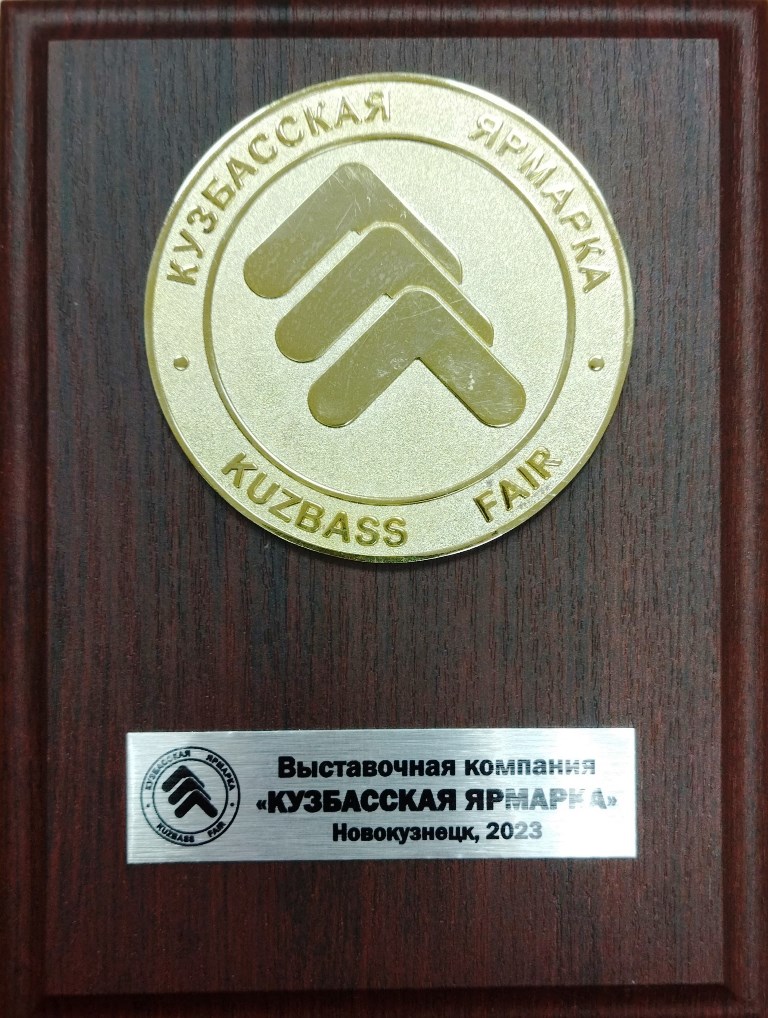 КУЗБАССКАЯ ЯРМАРКА
KUZBASS FAIR
КУЗБАССКАЯ ЯРМАРКА
KUZBASS FAIR
Выставочная компания
«КУЗБАССКАЯ ЯРМАРКА»
Новокузнецк, 2023